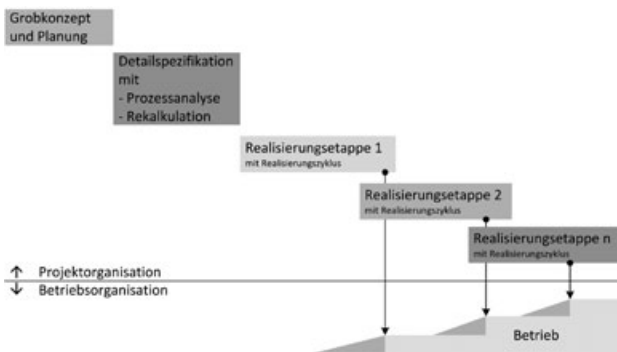 Grobkonzept
und Planung
Detailspezifikation
mit
- Prozessanalyse
- Rekalkulation
Realisierungsetappe 1
mit Realisierungszyklus
Realisierungsetappe 2
mit Realisierungszyklus
Realisierungsetappe n
mit Realisierungszyklus
↑ Projektorganisation
↓ Betriebsorganisation
Betrieb